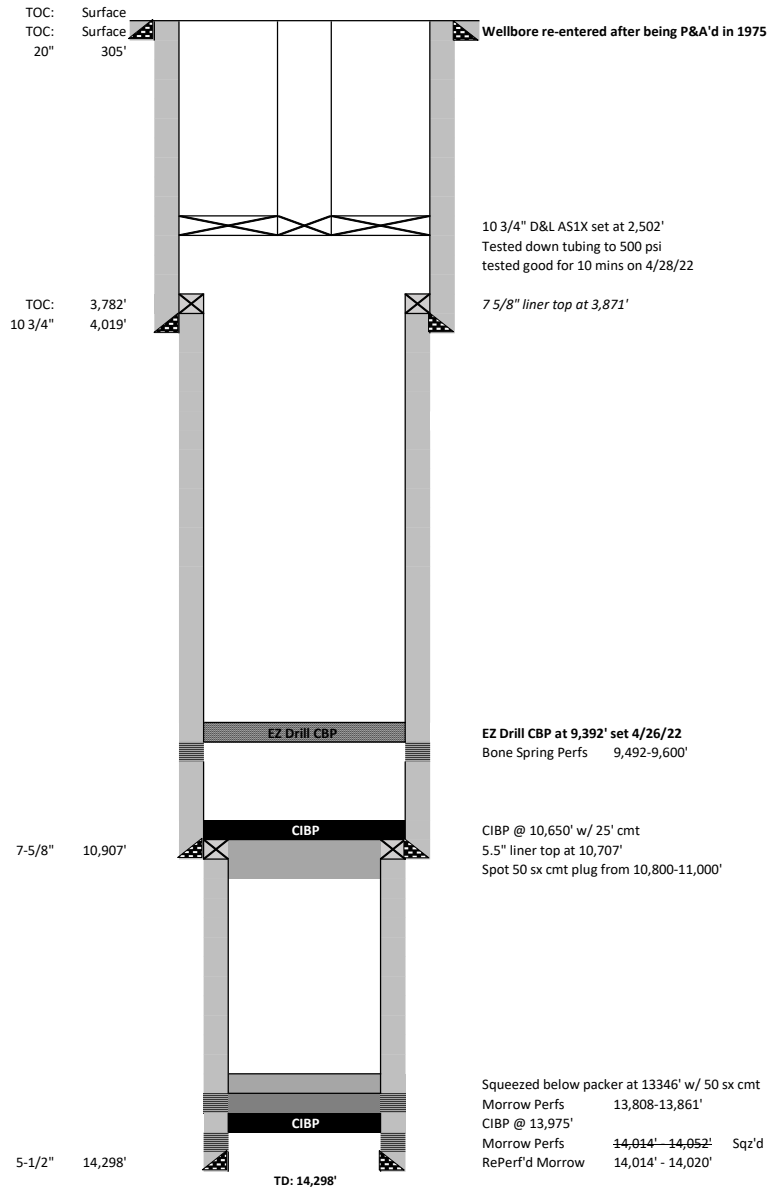 TOC: Surface
TOC: Surface Wellbore re-entered after being P&A'd in 1975
20" 305'
10 3/4" D&L AS1X set at 2,502'
Tested down tubing to 500 psi
tested good for 10 mins on 4/28/22
TOC: 3,782' 7 5/8" liner top at 3,871'
10 3/4" 4,019'
EZ Drill CBP EZ Drill CBP at 9,392' set 4/26/22
Bone Spring Perfs 9,492-9,600'
CIBP CIBP @ 10,650' w/ 25' cmt
7-5/8" 10,907' 5.5" liner top at 10,707'
Spot 50 sx cmt plug from 10,800-11,000'
Squeezed below packer at 13346' w/ 50 sx cmt
Morrow Perfs 13,808-13,861'
CIBP CIBP @ 13,975'
Morrow Perfs 14,014' - 14,052' Sqz'd
5-1/2" 14,298' RePerf'd Morrow 14,014' - 14,020'
TD: 14,298'